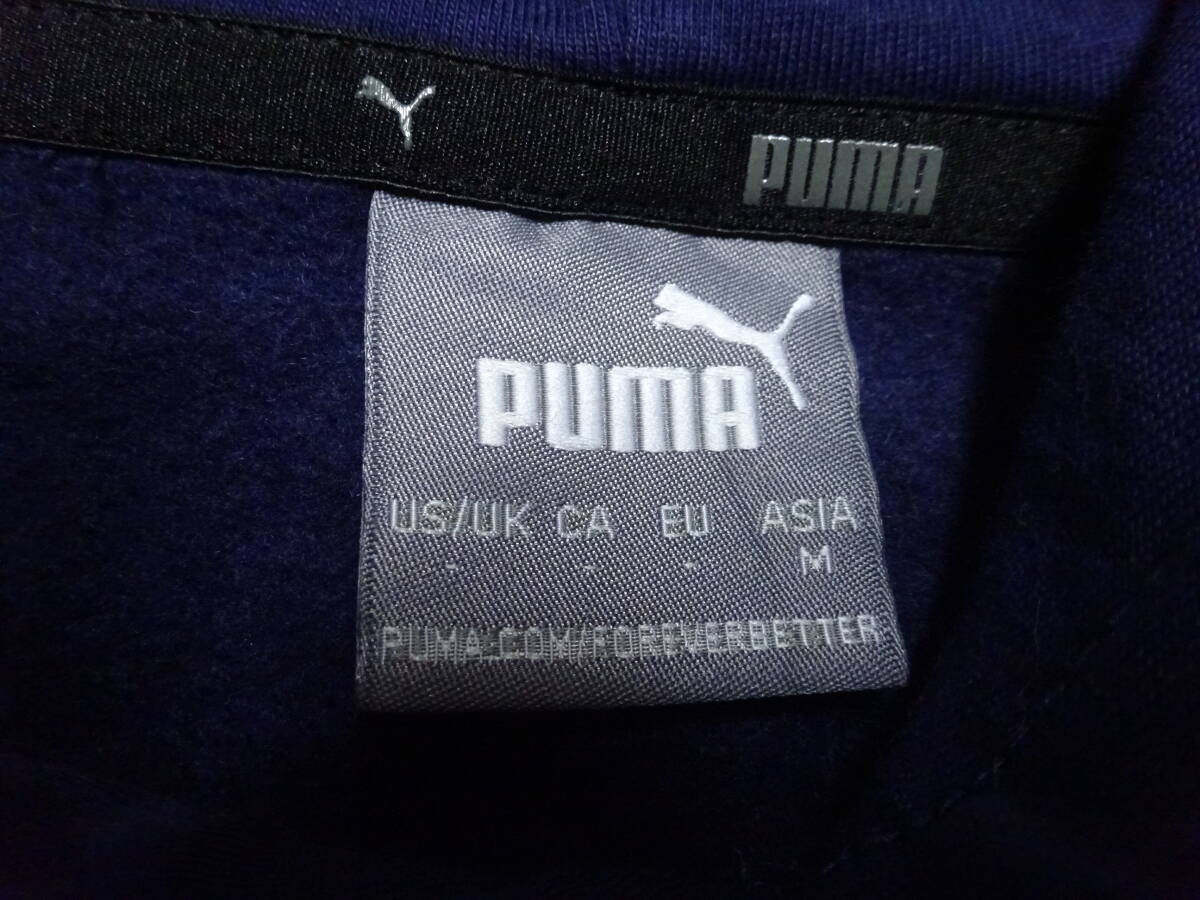 PUMA
PUMA
US/UK CA EU ASIA
- - - M
PUMA.COM/FOREVERBETTER